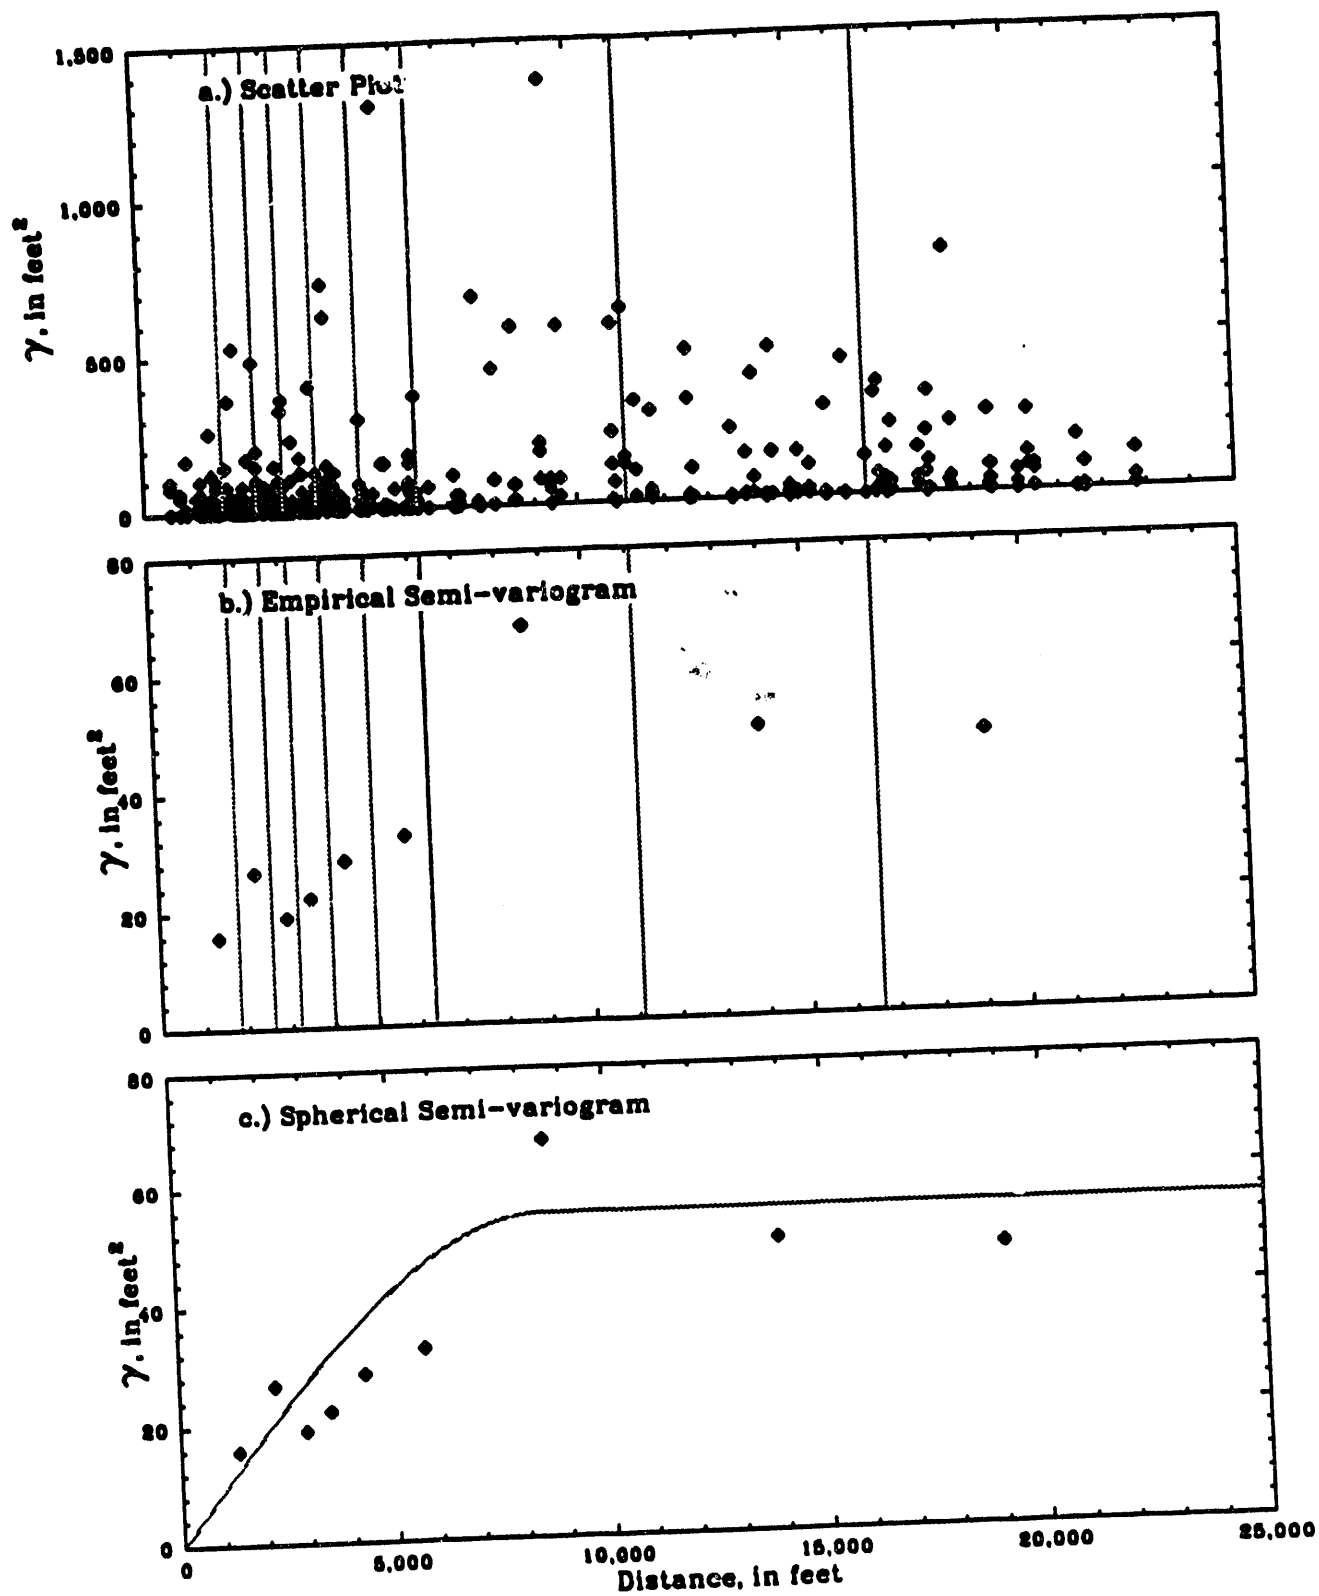 1,500
a.) Scatter Plot
1,000
γ, in feet²
500
0
80
b.) Empirical Semi-variogram
60
γ, in feet²
40
20
0
80
c.) Spherical Semi-variogram
60
γ, in feet²
40
20
0
0 5,000 10,000 15,000 20,000 25,000
Distance, in feet